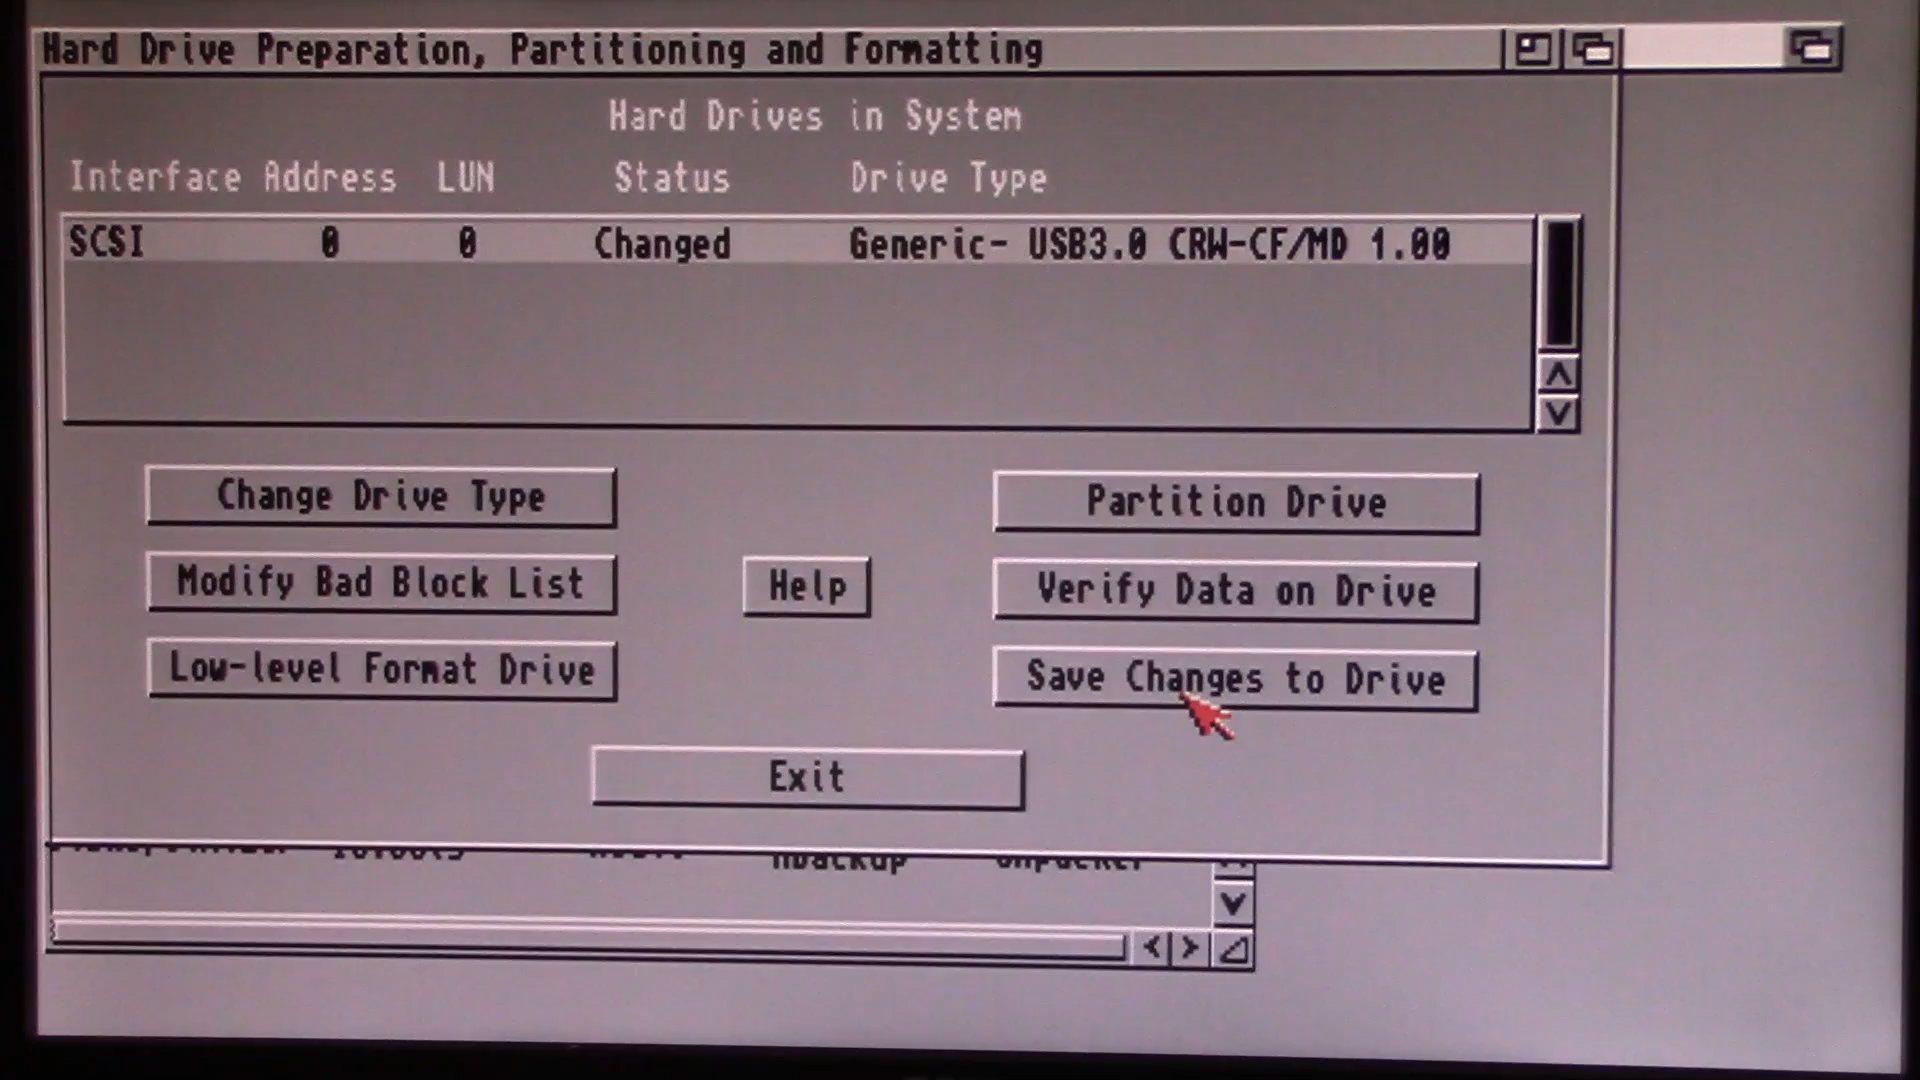 Hard Drive Preparation, Partitioning and Formatting
Hard Drives in System
Interface Address LUN Status Drive Type
SCSI 0 0 Changed Generic- USB3.0 CRW-CF/MD 1.00
Change Drive Type
Partition Drive
Modify Bad Block List
Help
Verify Data on Drive
Low-level Format Drive
Save Changes to Drive
Exit